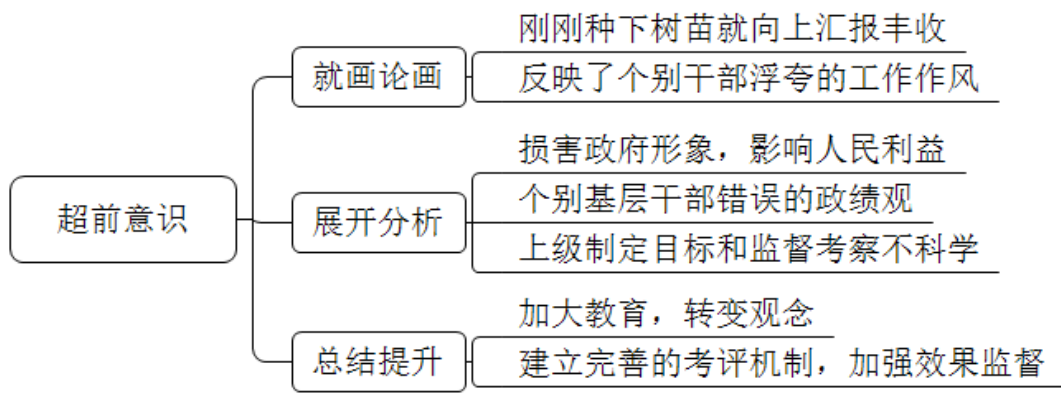 超前意识
就画论画
刚刚种下树苗就向上汇报丰收
反映了个别干部浮夸的工作作风
展开分析
损害政府形象，影响人民利益
个别基层干部错误的政绩观
上级制定目标和监督考察不科学
总结提升
加大教育，转变观念
建立完善的考评机制，加强效果监督